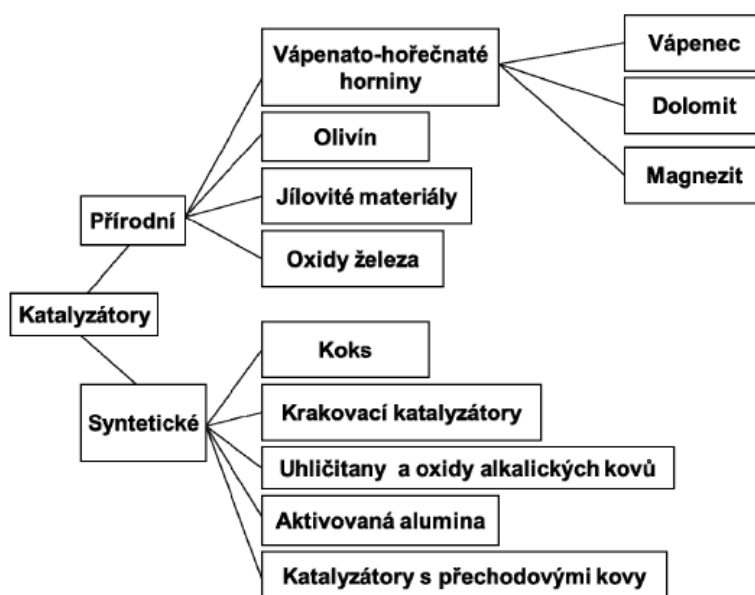 Vápenato-hořečnaté
horniny
Vápenec
Dolomit
Magnezit
Olivín
Jílovité materiály
Oxidy železa
Přírodní
Katalyzátory
Syntetické
Koks
Krakovací katalyzátory
Uhličitany a oxidy alkalických kovů
Aktivovaná alumina
Katalyzátory s přechodovými kovy